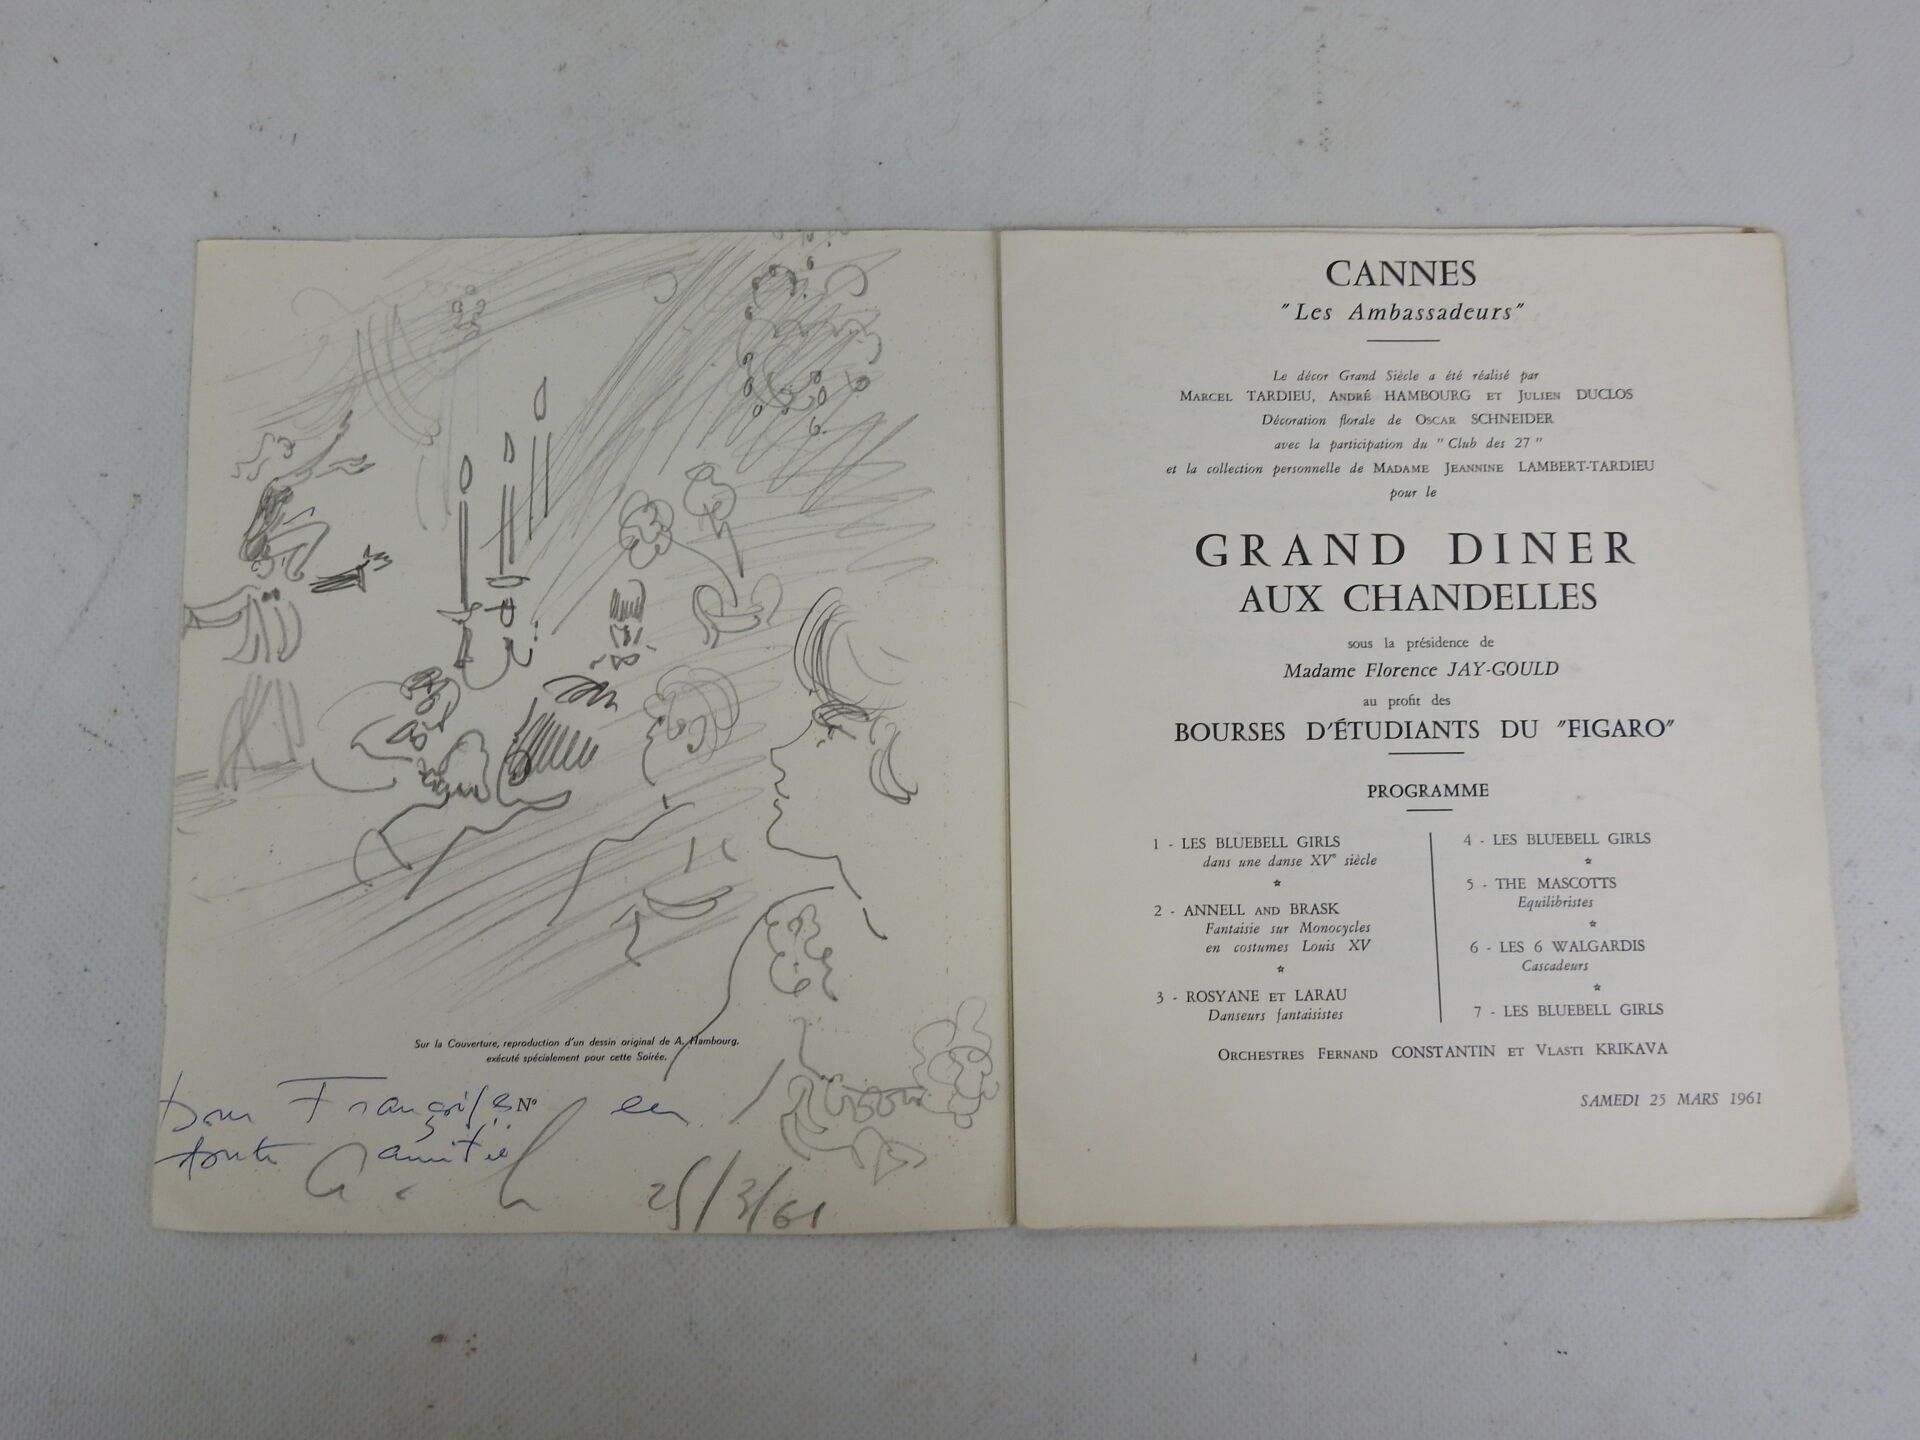 Sur la Couverture, reproduction d'un dessin original de A. Hambourg,
exécuté spécialement pour cette Soirée.
Pour Françoise N° en
toute amitié
25/3/61
CANNES
"Les Ambassadeurs"
Le décor Grand Siècle a été réalisé par
MARCEL TARDIEU, ANDRÉ HAMBOURG ET JULIEN DUCLOS
Décoration florale de OSCAR SCHNEIDER
avec la participation du "Club des 27"
et la collection personnelle de MADAME JEANNINE LAMBERT-TARDIEU
pour le
GRAND DINER
AUX CHANDELLES
sous la présidence de
Madame Florence JAY-GOULD
au profit des
BOURSES D'ÉTUDIANTS DU "FIGARO"
PROGRAMME
1 - LES BLUEBELL GIRLS
dans une danse XVe siècle
2 - ANNELL AND BRASK
Fantaisie sur Monocycles
en costumes Louis XV
3 - ROSYANE ET LARAU
Danseurs fantaisistes
4 - LES BLUEBELL GIRLS
5 - THE MASCOTTS
Equilibristes
6 - LES 6 WALGARDIS
Cascadeurs
7 - LES BLUEBELL GIRLS
ORCHESTRES FERNAND CONSTANTIN ET VLASTI KRIKAVA
SAMEDI 25 MARS 1961